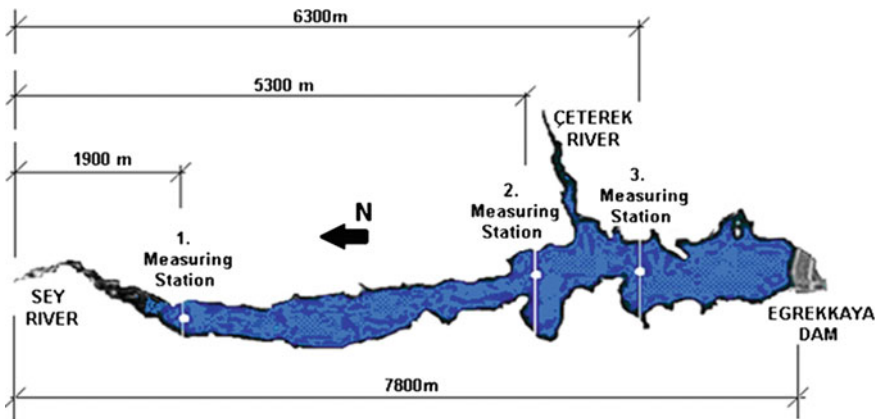 6300m
5300 m
ÇETEREK
RIVER
1900 m
3.
Measuring
Station
2.
Measuring
Station
N
1.
Measuring
Station
SEY
RIVER
EGREKKAYA
DAM
7800m